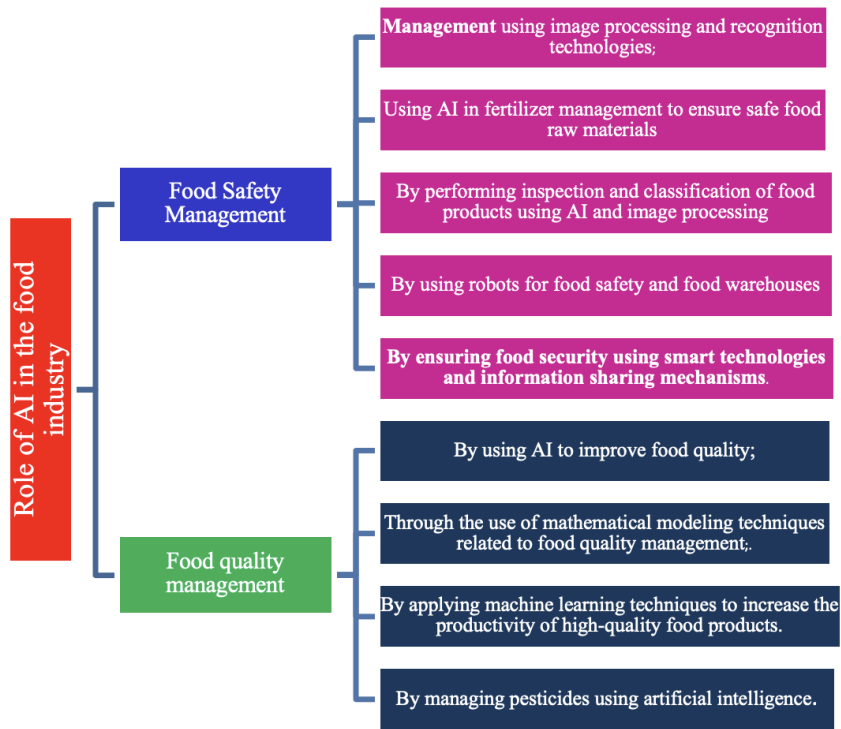 Role of AI in the food
industry
Food Safety
Management
Management using image processing and recognition
technologies;
Using AI in fertilizer management to ensure safe food
raw materials
By performing inspection and classification of food
products using AI and image processing
By using robots for food safety and food warehouses
By ensuring food security using smart technologies
and information sharing mechanisms.
Food quality
management
By using AI to improve food quality;
Through the use of mathematical modeling techniques
related to food quality management;.
By applying machine learning techniques to increase the
productivity of high-quality food products.
By managing pesticides using artificial intelligence.